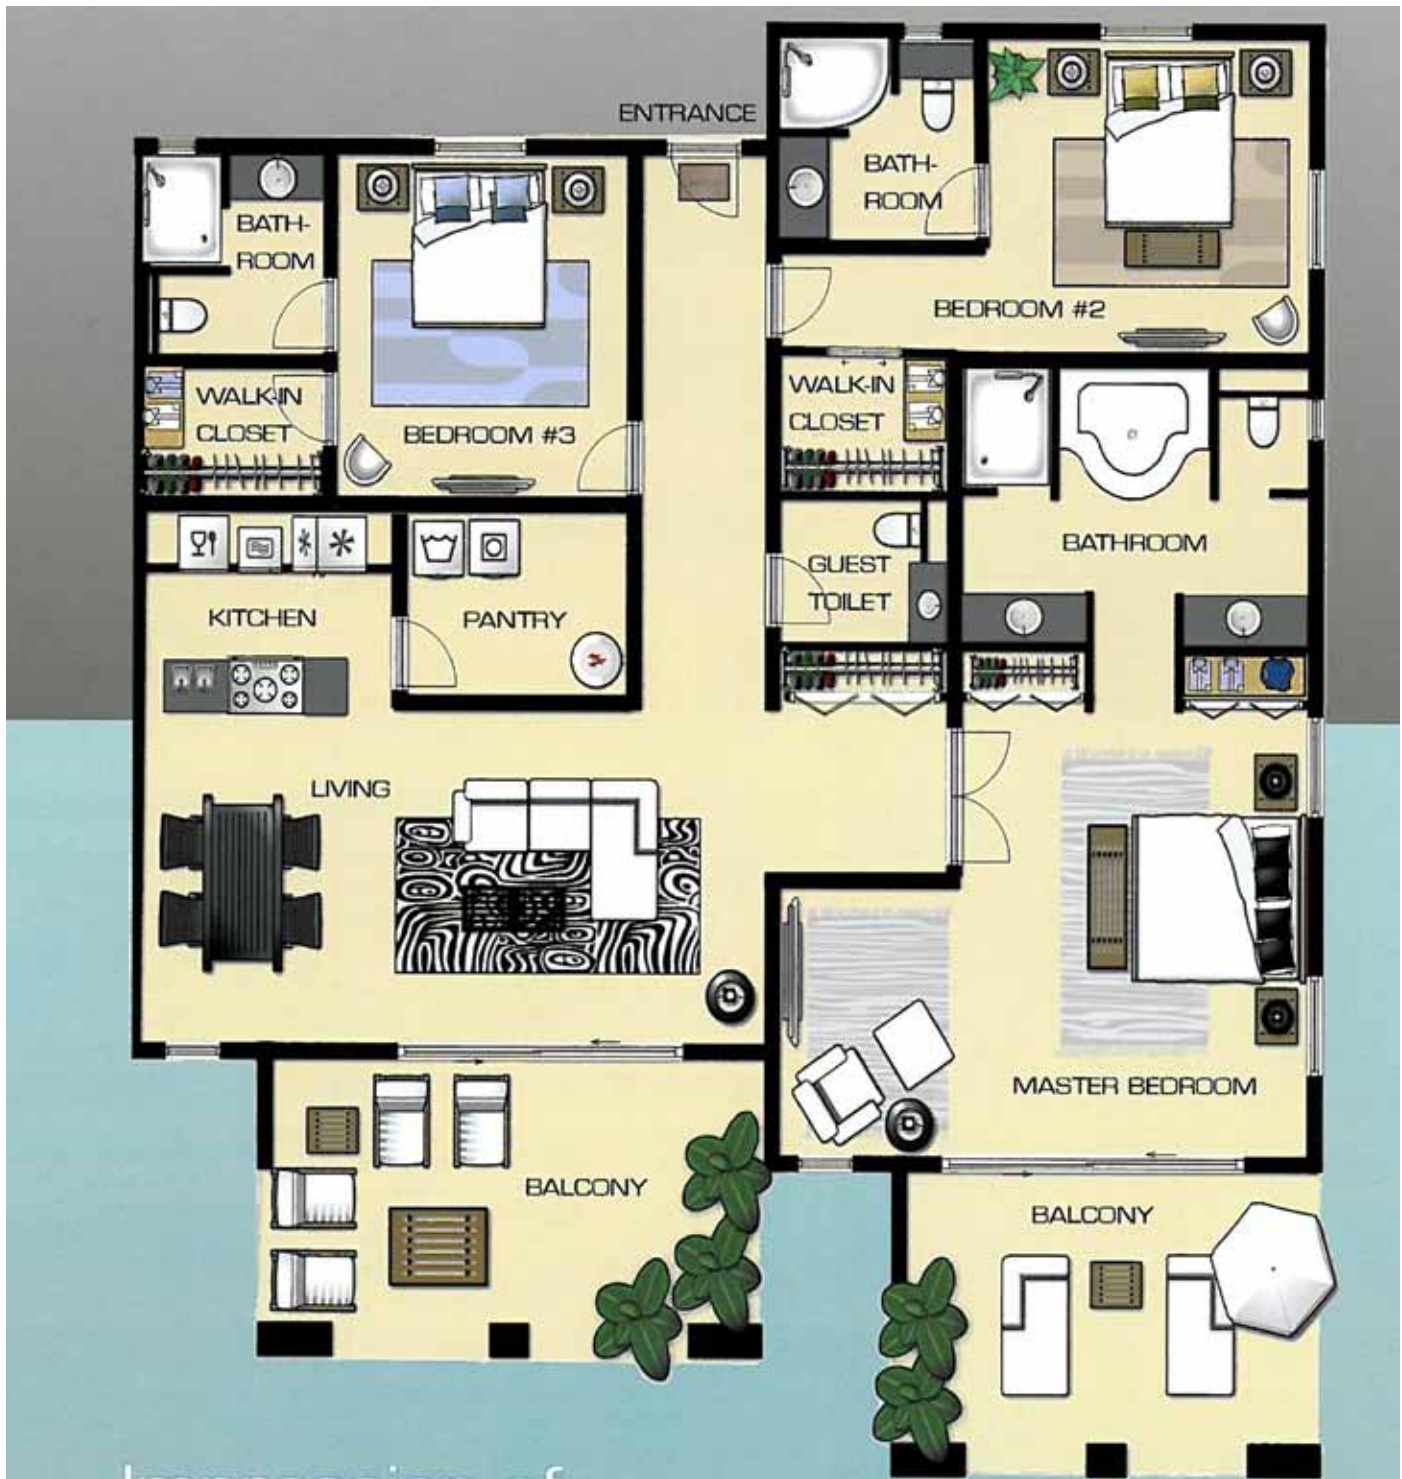 ENTRANCE
BATH-
ROOM
BATH-
ROOM
BEDROOM #2
WALK-IN
CLOSET
BEDROOM #3
WALK-IN
CLOSET
BATHROOM
GUEST
TOILET
KITCHEN
PANTRY
LIVING
MASTER BEDROOM
BALCONY
BALCONY